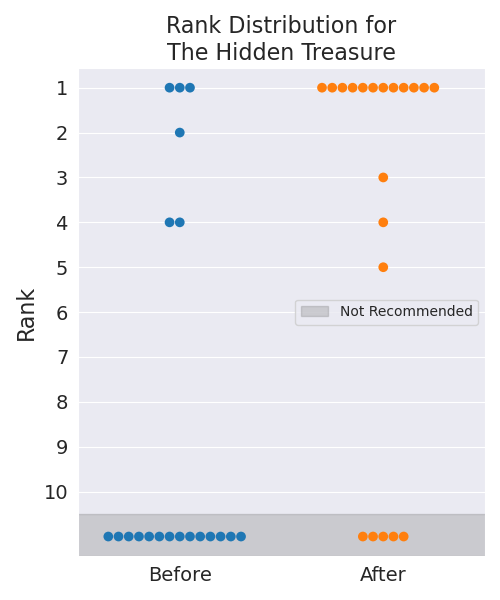 Rank Distribution for
The Hidden Treasure
Rank
1
2
3
4
5
6
7
8
9
10
Not Recommended
Before
After